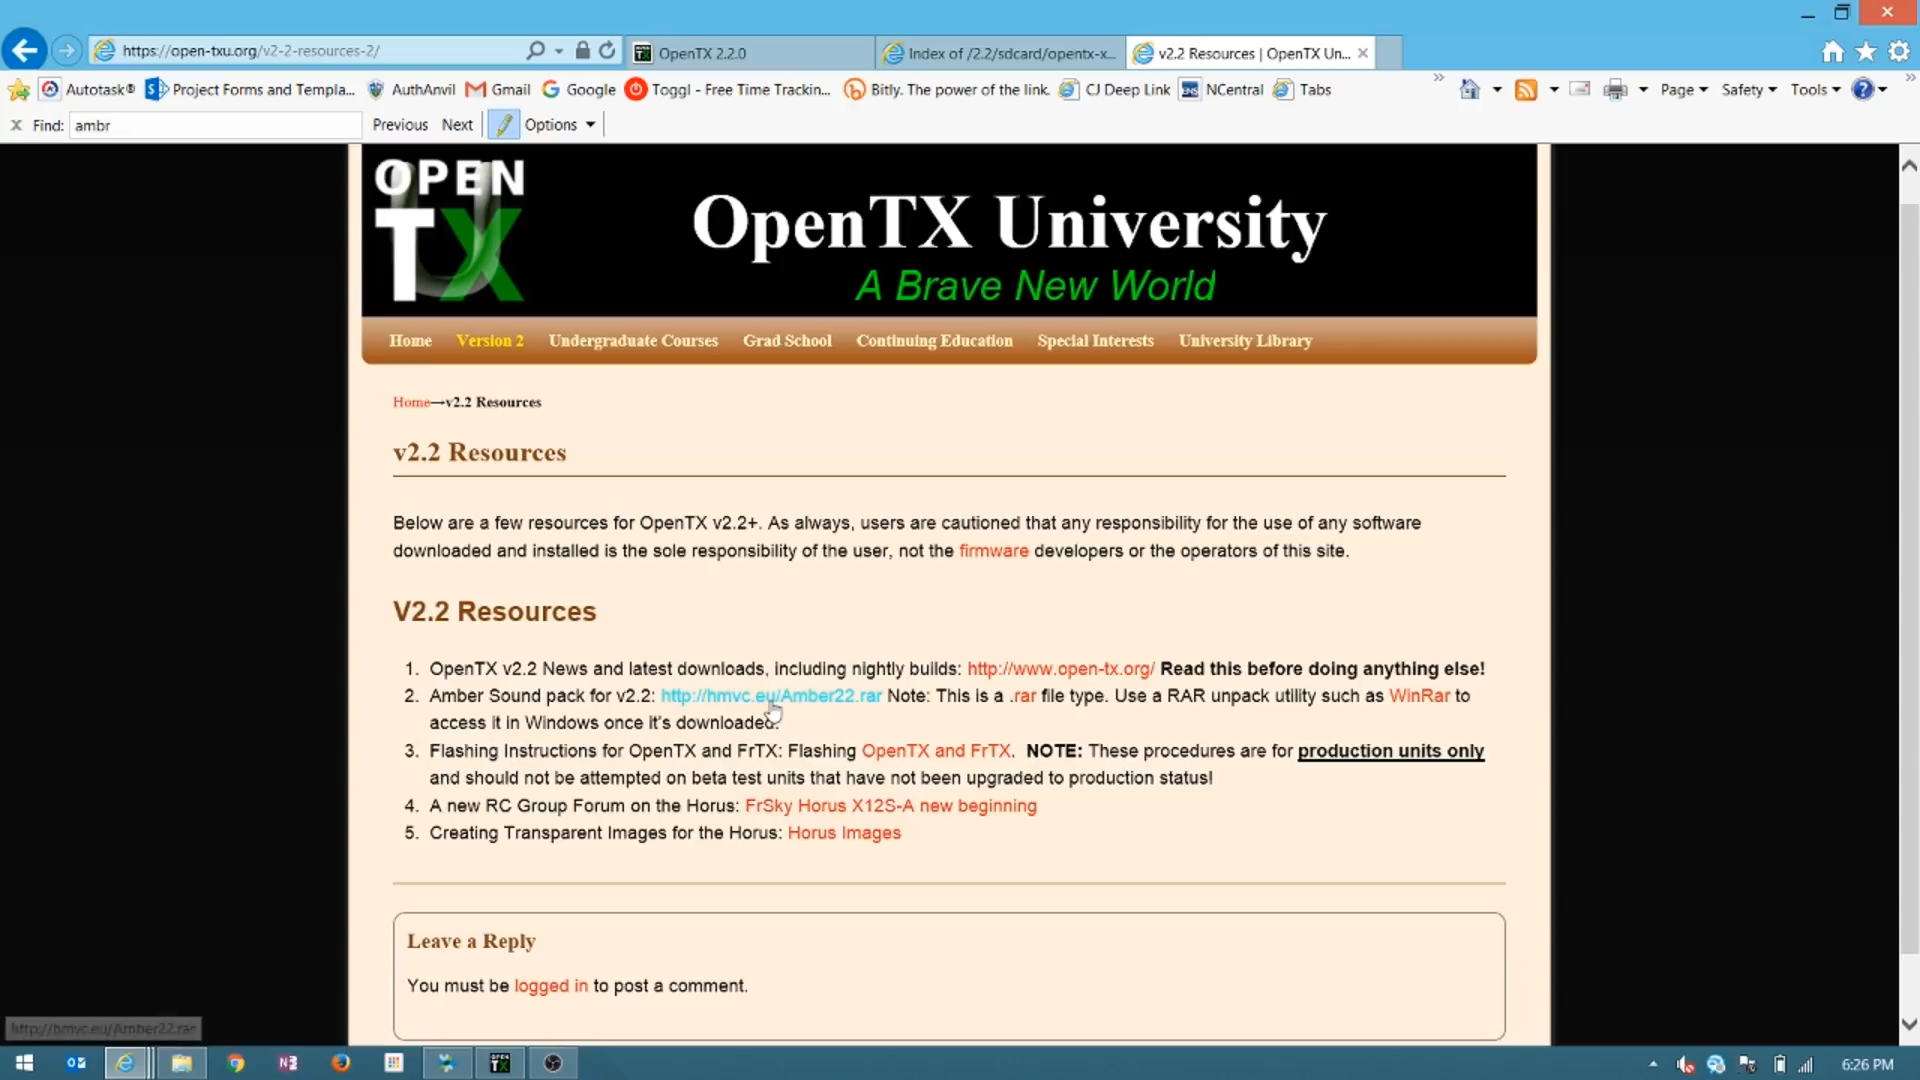 https://open-txu.org/v2-2-resources-2/
OpenTX 2.2.0
Index of /2.2/sdcard/opentx-x...
v2.2 Resources | OpenTX Un...
Autotask®
Project Forms and Templa...
AuthAnvil
Gmail
Google
Toggl - Free Time Trackin...
Bitly. The power of the link.
CJ Deep Link
NCentral
Tabs
Page
Safety
Tools
x Find: ambr
Previous
Next
Options
OPEN
TX
OpenTX University
A Brave New World
Home
Version 2
Undergraduate Courses
Grad School
Continuing Education
Special Interests
University Library
Home→v2.2 Resources
v2.2 Resources
Below are a few resources for OpenTX v2.2+. As always, users are cautioned that any responsibility for the use of any software
downloaded and installed is the sole responsibility of the user, not the firmware developers or the operators of this site.
V2.2 Resources
1. OpenTX v2.2 News and latest downloads, including nightly builds: http://www.open-tx.org/ Read this before doing anything else!
2. Amber Sound pack for v2.2: http://hmvc.eu/Amber22.rar Note: This is a .rar file type. Use a RAR unpack utility such as WinRar to
access it in Windows once it's downloaded.
3. Flashing Instructions for OpenTX and FrTX: Flashing OpenTX and FrTX. NOTE: These procedures are for production units only
and should not be attempted on beta test units that have not been upgraded to production status!
4. A new RC Group Forum on the Horus: FrSky Horus X12S-A new beginning
5. Creating Transparent Images for the Horus: Horus Images
Leave a Reply
You must be logged in to post a comment.
http://hmvc.eu/Amber22.rar
6:26 PM